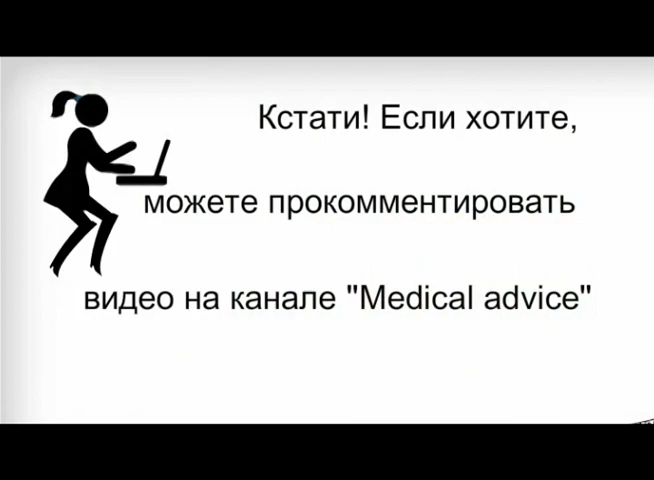 Кстати! Если хотите,
можете прокомментировать
видео на канале "Medical advice"